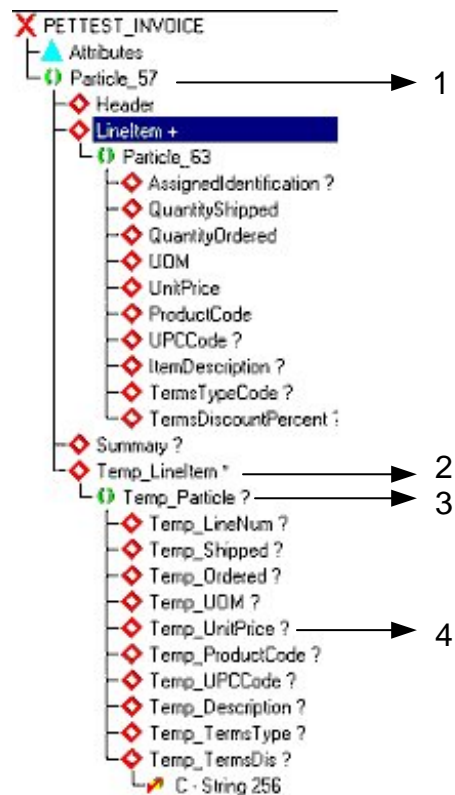 PETTEST_INVOICE
Attributes
Particle_57 1
Header
LineItem +
Particle_63
AssignedIdentification ?
QuantityShipped
QuantityOrdered
UOM
UnitPrice
ProductCode
UPCCode ?
ItemDescription ?
TermsTypeCode ?
TermsDiscountPercent ?
Summary ?
Temp_LineItem * 2
Temp_Particle ? 3
Temp_LineNum ?
Temp_Shipped ?
Temp_Ordered ?
Temp_UOM ?
Temp_UnitPrice ? 4
Temp_ProductCode ?
Temp_UPCCode ?
Temp_Description ?
Temp_TermsType ?
Temp_TermsDis ?
C - String 256